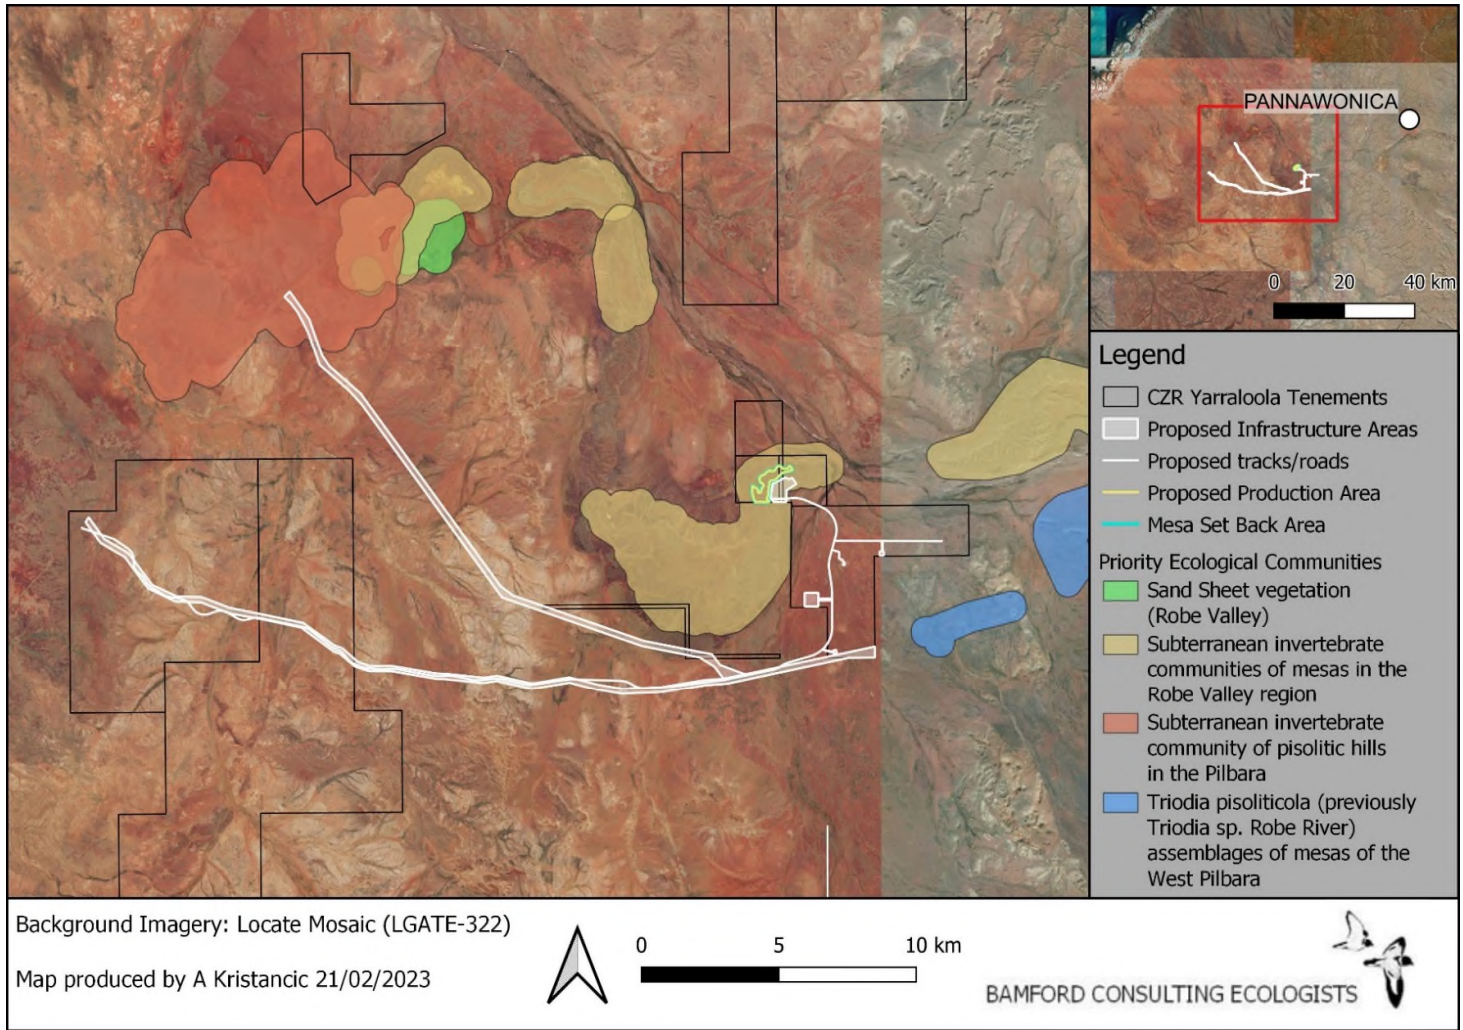 PANNAWONICA
0 20 40 km
Legend
CZR Yarraloola Tenements
Proposed Infrastructure Areas
Proposed tracks/roads
Proposed Production Area
Mesa Set Back Area
Priority Ecological Communities
Sand Sheet vegetation
(Robe Valley)
Subterranean invertebrate
communities of mesas in the
Robe Valley region
Subterranean invertebrate
community of pisolitic hills
in the Pilbara
Triodia pisoliticola (previously
Triodia sp. Robe River)
assemblages of mesas of the
West Pilbara
Background Imagery: Locate Mosaic (LGATE-322)
Map produced by A Kristancic 21/02/2023
0 5 10 km
BAMFORD CONSULTING ECOLOGISTS